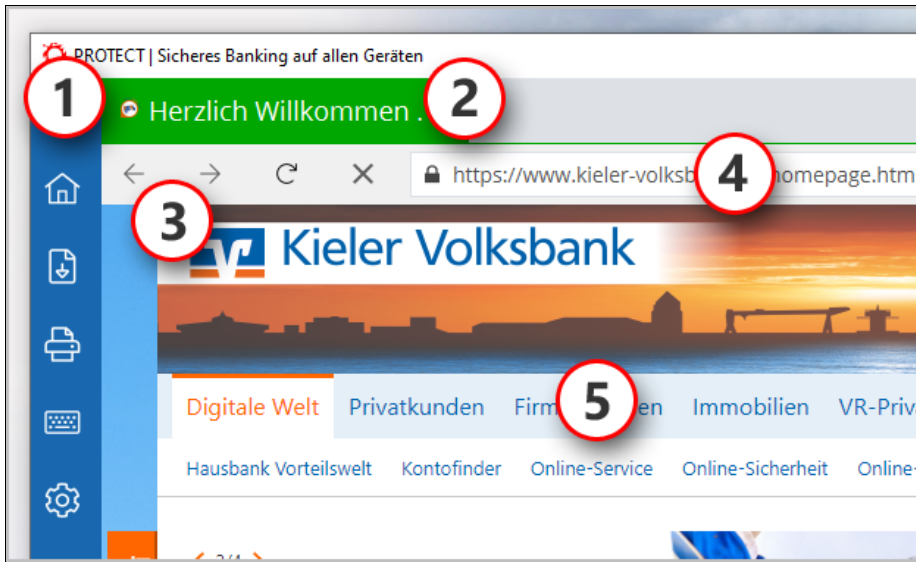 PROTECT | Sicheres Banking auf allen Geräten
1
Herzlich Willkommen .
2
https://www.kieler-volksb
4
homepage.htm
3
Kieler Volksbank
Digitale Welt Privatkunden Firm 5 en Immobilien VR-Priv
Hausbank Vorteilswelt Kontofinder Online-Service Online-Sicherheit Online-